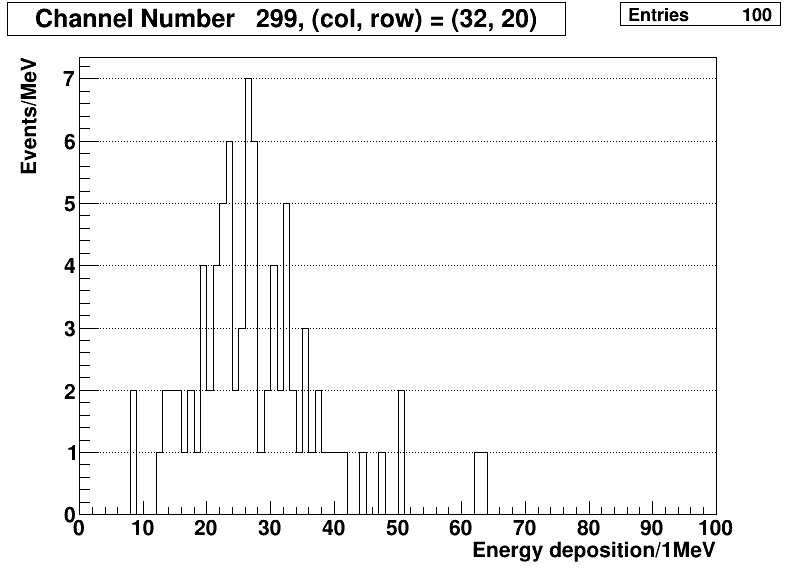 Channel Number 299, (col, row) = (32, 20)
Entries 100
Events/MeV
7
6
5
4
3
2
1
0
0 10 20 30 40 50 60 70 80 90 100
Energy deposition/1MeV